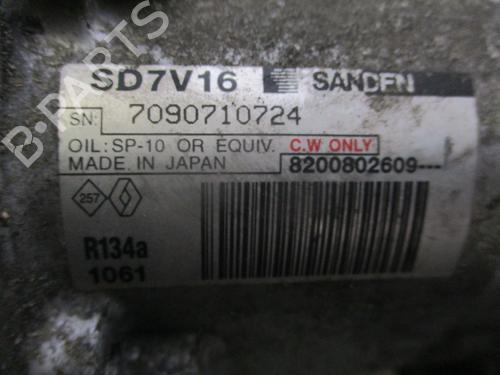 SD7V16 SANDEN
SN: 7090710724
OIL:SP-10 OR EQUIV. C.W ONLY
MADE IN JAPAN 8200802609---
257
R134a
1061
B-PARTS